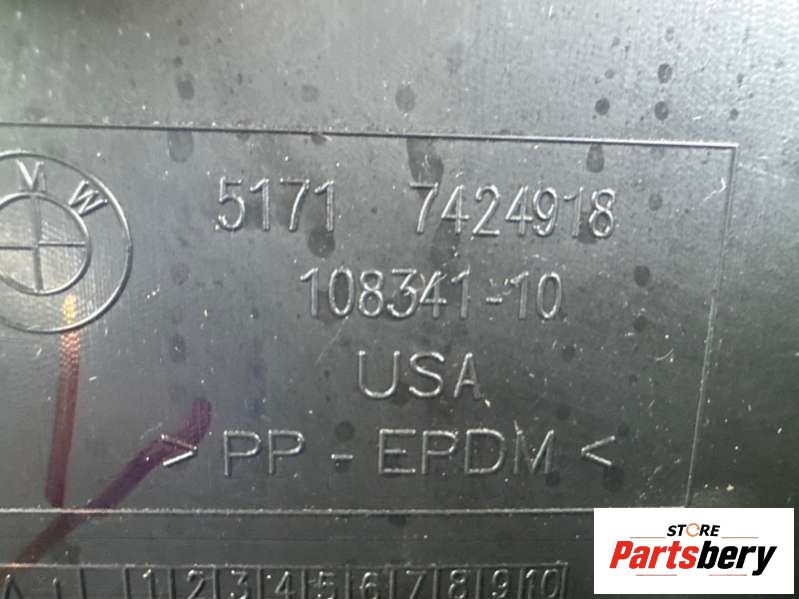 BMW
5171 7424918
108341-10
USA
> PP - EPDM <
1 2 3 4 5 6 7 8 9 10
STORE
Partsbery